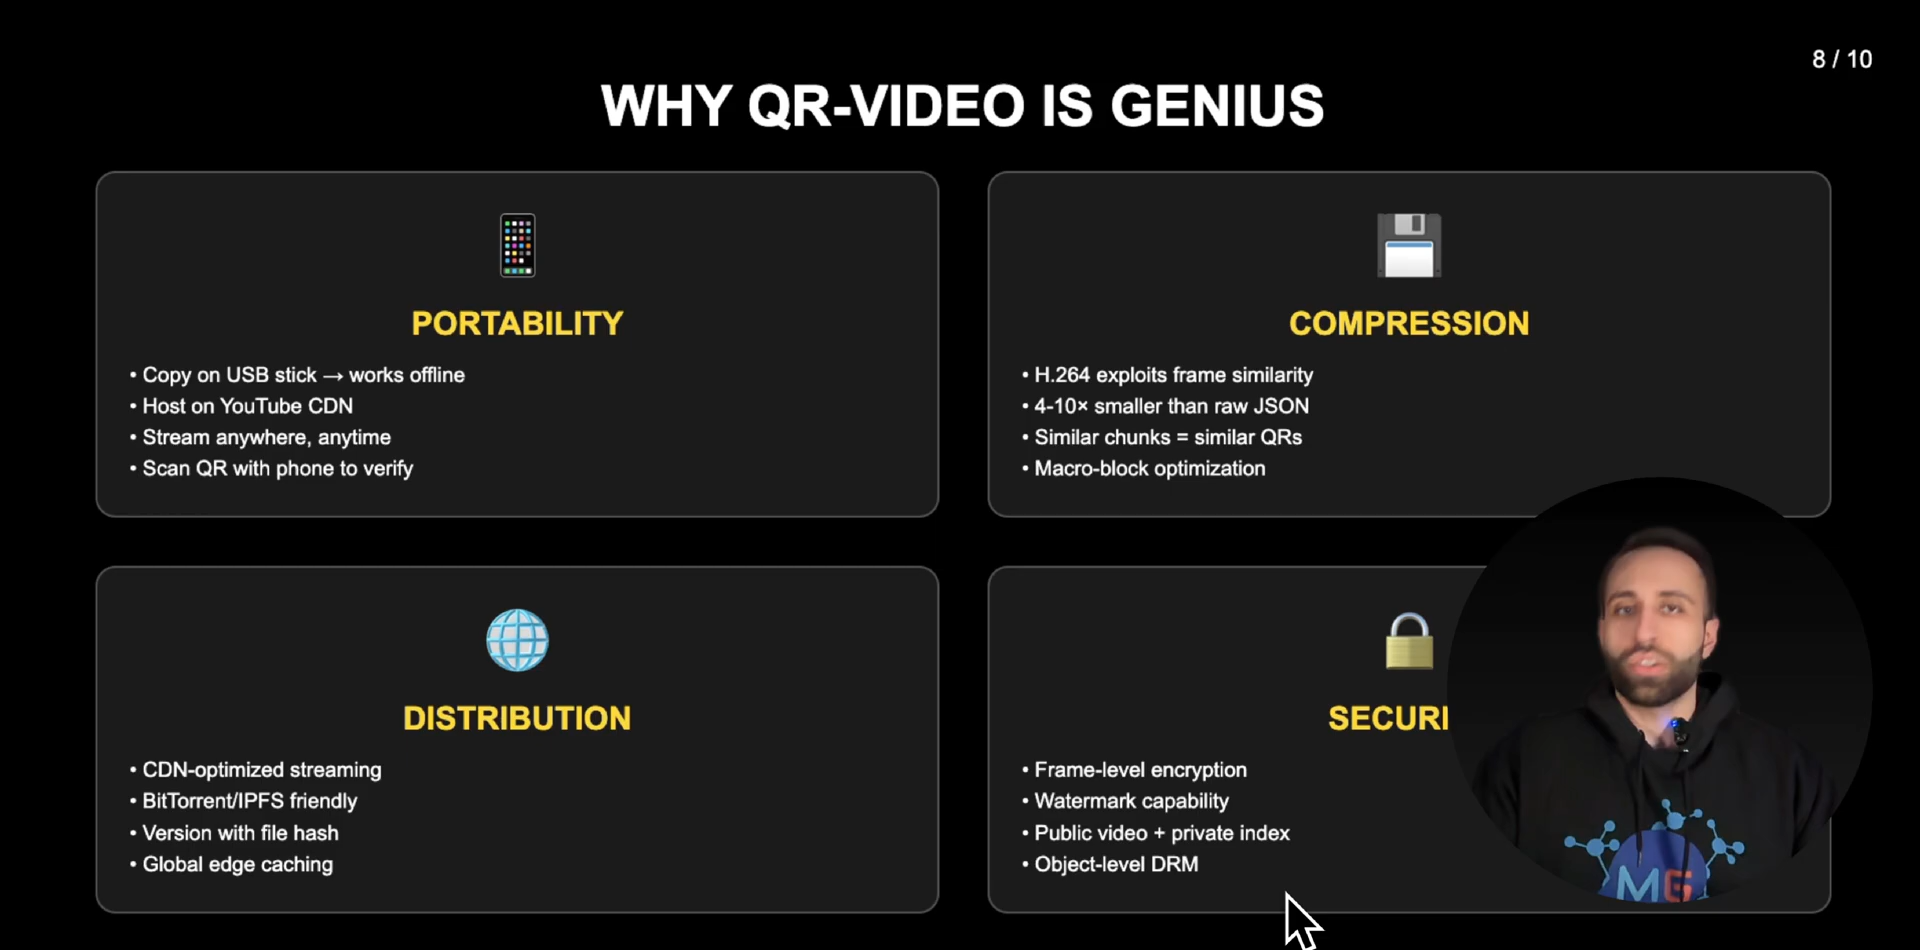 8 / 10
WHY QR-VIDEO IS GENIUS
PORTABILITY
• Copy on USB stick → works offline
• Host on YouTube CDN
• Stream anywhere, anytime
• Scan QR with phone to verify
COMPRESSION
• H.264 exploits frame similarity
• 4-10× smaller than raw JSON
• Similar chunks = similar QRs
• Macro-block optimization
DISTRIBUTION
• CDN-optimized streaming
• BitTorrent/IPFS friendly
• Version with file hash
• Global edge caching
SECURI
• Frame-level encryption
• Watermark capability
• Public video + private index
• Object-level DRM
MG